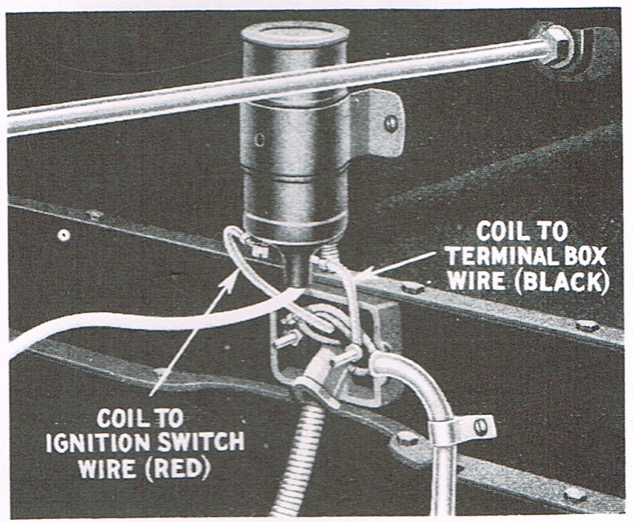 COIL TO
TERMINAL BOX
WIRE (BLACK)
COIL TO
IGNITION SWITCH
WIRE (RED)